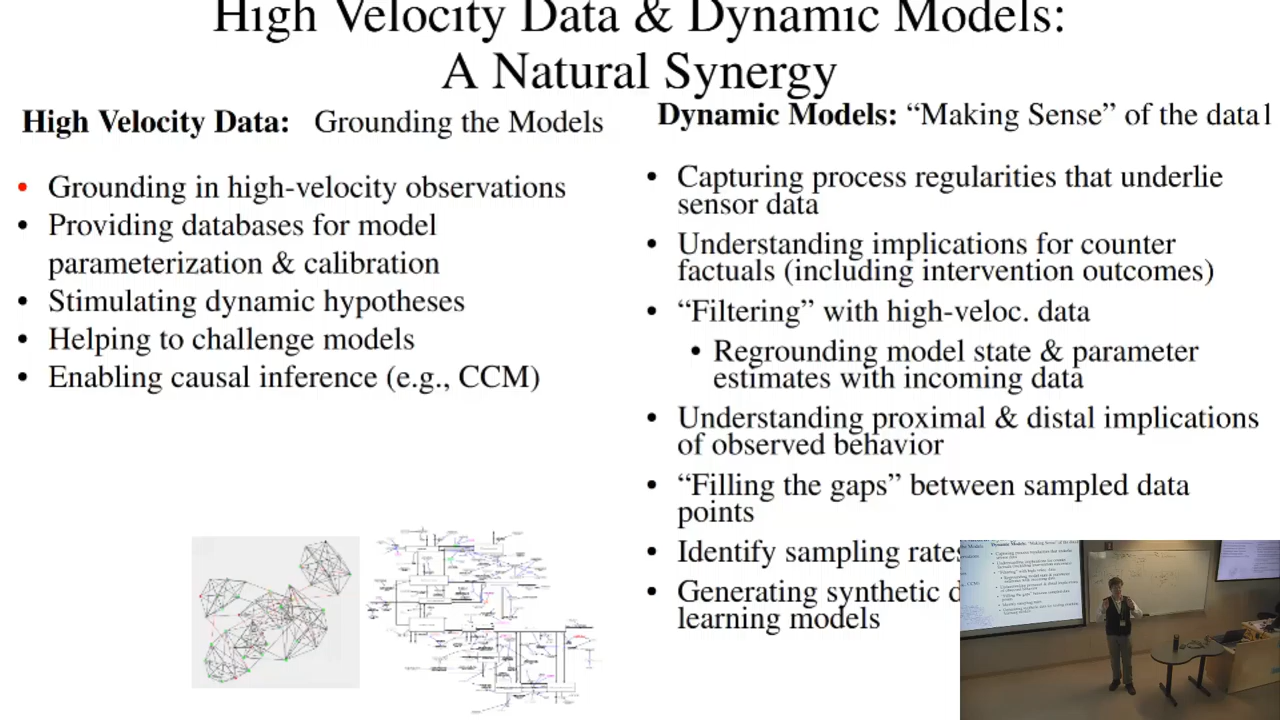 High Velocity Data & Dynamic Models:
A Natural Synergy
High Velocity Data: Grounding the Models
• Grounding in high-velocity observations
• Providing databases for model
parameterization & calibration
• Stimulating dynamic hypotheses
• Helping to challenge models
• Enabling causal inference (e.g., CCM)
Dynamic Models: “Making Sense” of the data1
• Capturing process regularities that underlie
sensor data
• Understanding implications for counter
factuals (including intervention outcomes)
• “Filtering” with high-veloc. data
• Regrounding model state & parameter
estimates with incoming data
• Understanding proximal & distal implications
of observed behavior
• “Filling the gaps” between sampled data
points
• Identify sampling rates
• Generating synthetic d
learning models